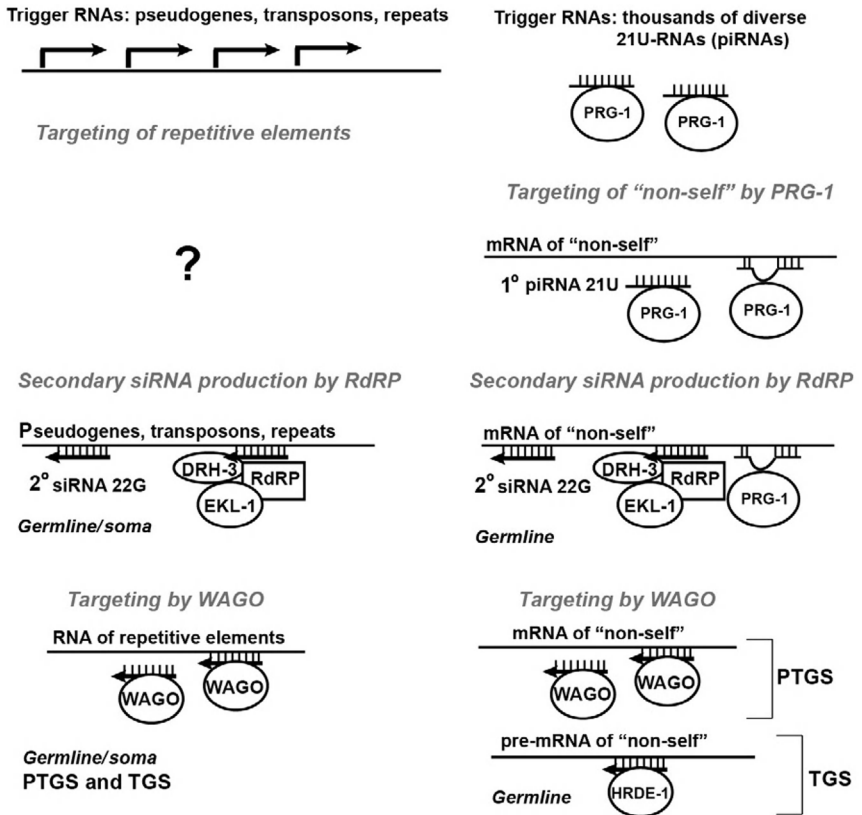 Trigger RNAs: pseudogenes, transposons, repeats
Targeting of repetitive elements
?
Secondary siRNA production by RdRP
Pseudogenes, transposons, repeats
DRH-3
RdRP
2° siRNA 22G
EKL-1
Germline/soma
Targeting by WAGO
RNA of repetitive elements
WAGO
WAGO
Germline/soma
PTGS and TGS
Trigger RNAs: thousands of diverse
21U-RNAs (piRNAs)
PRG-1
PRG-1
Targeting of “non-self” by PRG-1
mRNA of “non-self”
1° piRNA 21U
PRG-1
PRG-1
Secondary siRNA production by RdRP
mRNA of “non-self”
DRH-3
RdRP
2° siRNA 22G
EKL-1
PRG-1
Germline
Targeting by WAGO
mRNA of “non-self”
WAGO
WAGO
PTGS
pre-mRNA of “non-self”
HRDE-1
TGS
Germline